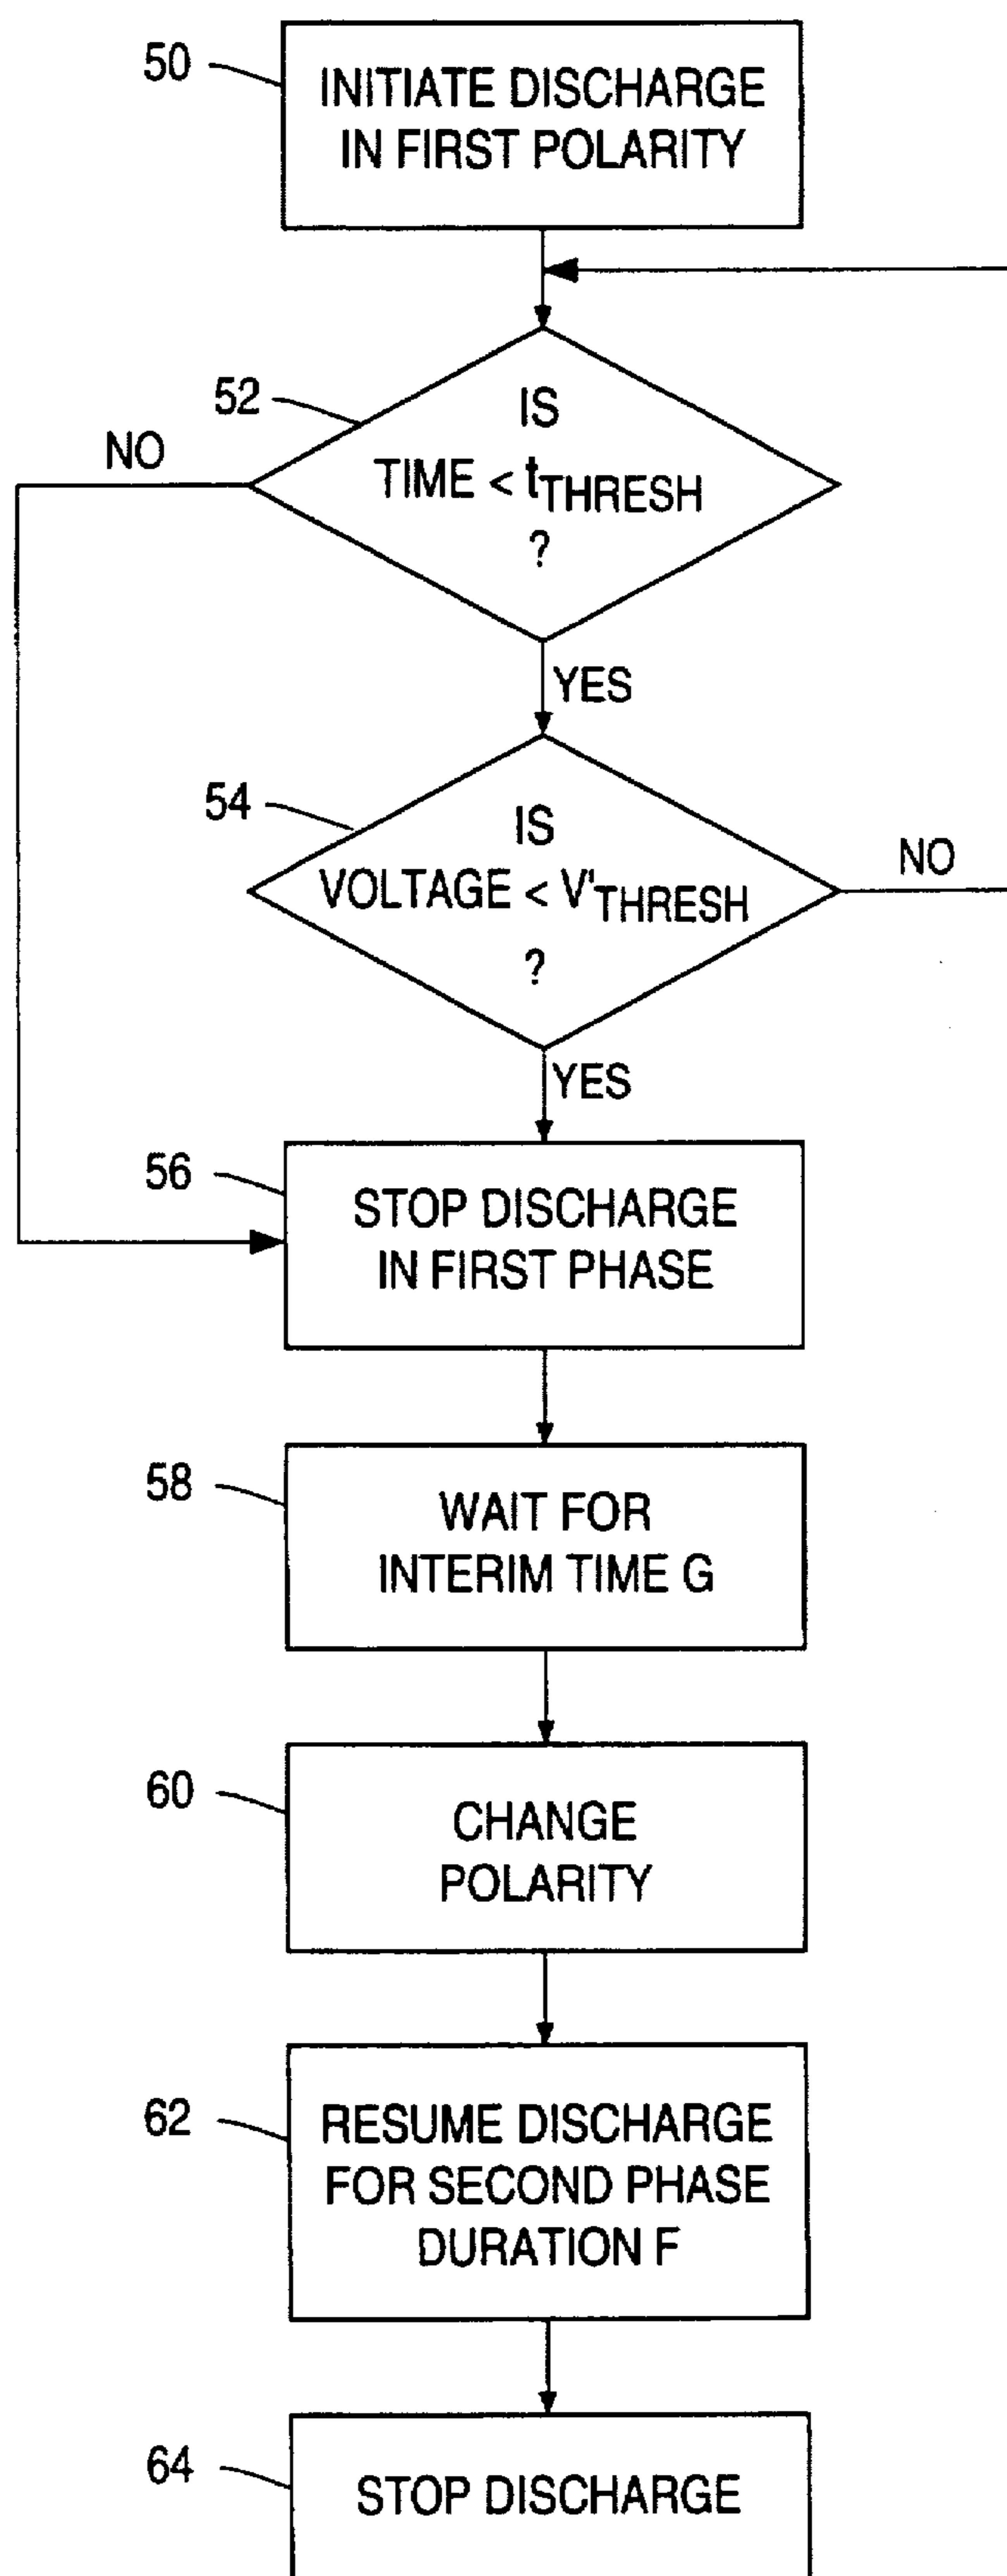 50
INITIATE DISCHARGE
IN FIRST POLARITY
52
NO
IS
TIME < tTHRESH
?
YES
54
IS
VOLTAGE < V'THRESH
?
NO
YES
56
STOP DISCHARGE
IN FIRST PHASE
58
WAIT FOR
INTERIM TIME G
60
CHANGE
POLARITY
62
RESUME DISCHARGE
FOR SECOND PHASE
DURATION F
64
STOP DISCHARGE